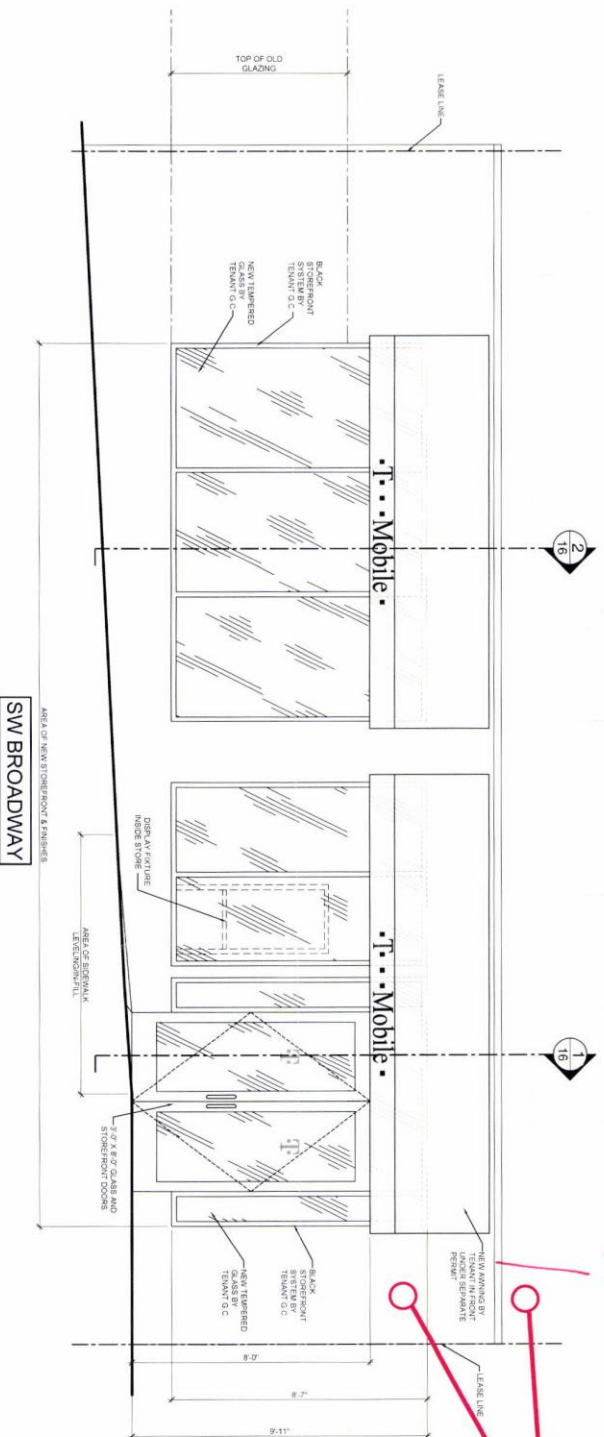 TOP OF OLD
GLAZING
LEASE LINE
BLACK
STOREFRONT
SYSTEM BY
TENANT G.C.
NEW TEMPERED
GLASS BY
TENANT G.C.
2
16
1
16
·T· · ·Mobile·
·T· · ·Mobile·
NEW AWNING BY
TENANT IN FRONT
UNDER SEPARATE
PERMIT
DISPLAY FIXTURE
INSIDE STORE
·T·
·T·
3'-0" X 8'-0" GLASS AND
STOREFRONT DOORS
NEW TEMPERED
GLASS BY
TENANT G.C.
BLACK
STOREFRONT
SYSTEM BY
TENANT G.C.
LEASE LINE
8'-0"
8'-7"
9'-11"
AREA OF SIDEWALK
LEVELING/IN-FILL
AREA OF NEW STOREFRONT & FINISHES
SW BROADWAY